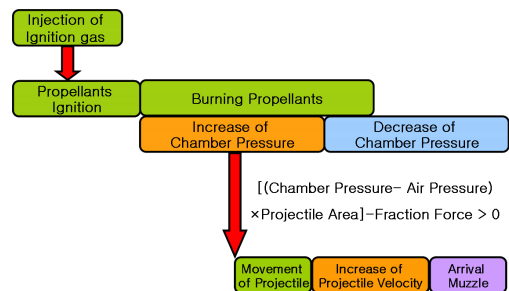 Injection of
Ignition gas
Propellants
Ignition
Burning Propellants
Increase of
Chamber Pressure
Decrease of
Chamber Pressure
[(Chamber Pressure- Air Pressure)
×Projectile Area]-Fraction Force > 0
Movement
of Projectile
Increase of
Projectile Velocity
Arrival
Muzzle